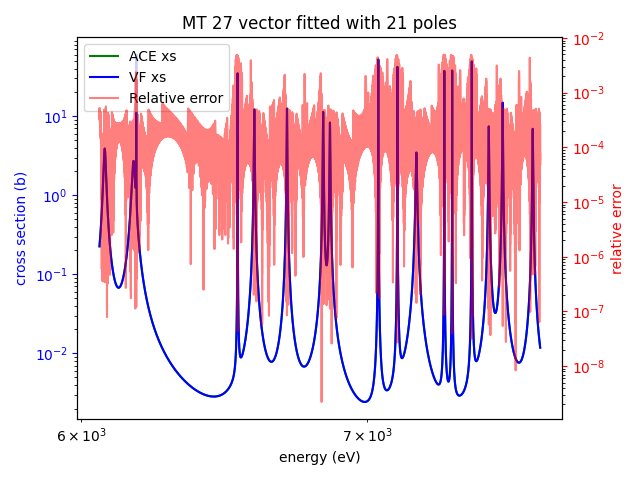 MT 27 vector fitted with 21 poles
ACE xs
VF xs
Relative error
cross section (b)
10¹
10⁰
10⁻¹
10⁻²
10⁻²
10⁻³
10⁻⁴
10⁻⁵
10⁻⁶
10⁻⁷
10⁻⁸
relative error
6 × 10³
7 × 10³
energy (eV)